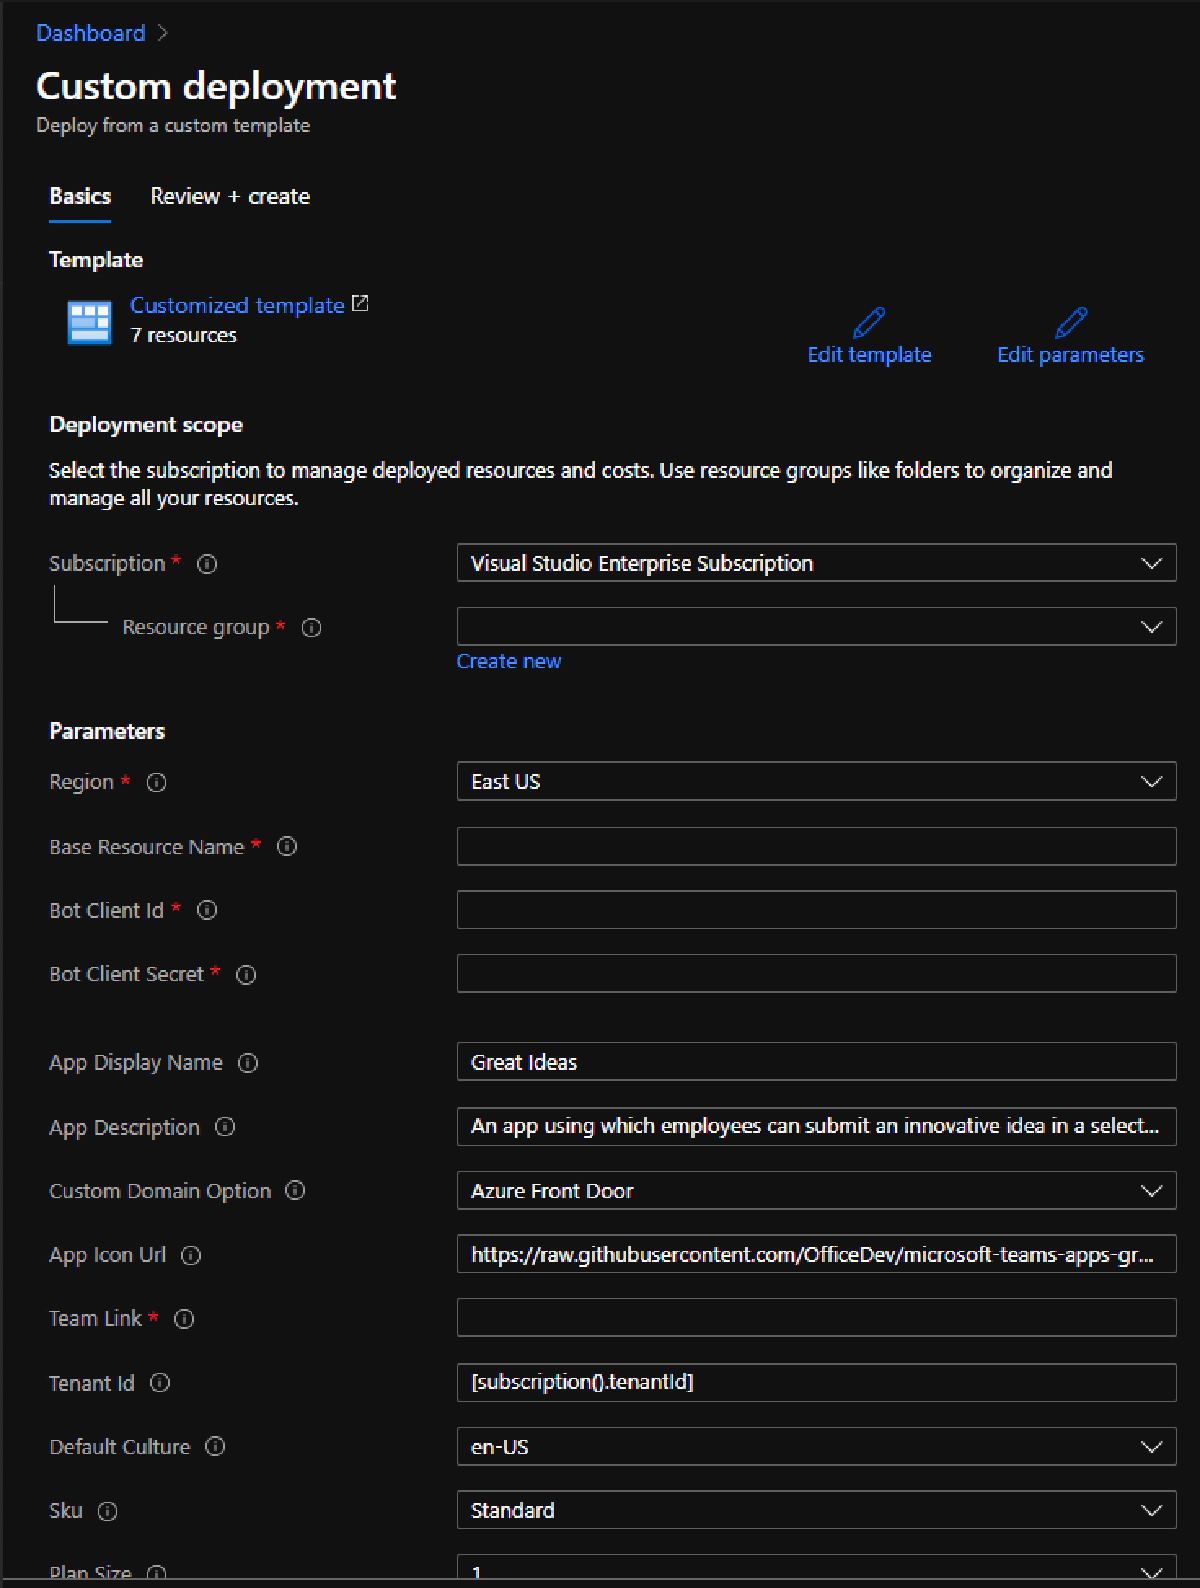 Dashboard
Custom deployment
Deploy from a custom template
Basics Review + create
Template
Customized template
7 resources
Edit template Edit parameters
Deployment scope
Select the subscription to manage deployed resources and costs. Use resource groups like folders to organize and
manage all your resources.
Subscription * Visual Studio Enterprise Subscription
Resource group *
Create new
Parameters
Region * East US
Base Resource Name *
Bot Client Id *
Bot Client Secret *
App Display Name Great Ideas
App Description An app using which employees can submit an innovative idea in a select...
Custom Domain Option Azure Front Door
App Icon Url https://raw.githubusercontent.com/OfficeDev/microsoft-teams-apps-gr...
Team Link *
Tenant Id [subscription().tenantId]
Default Culture en-US
Sku Standard
Plan Size 1